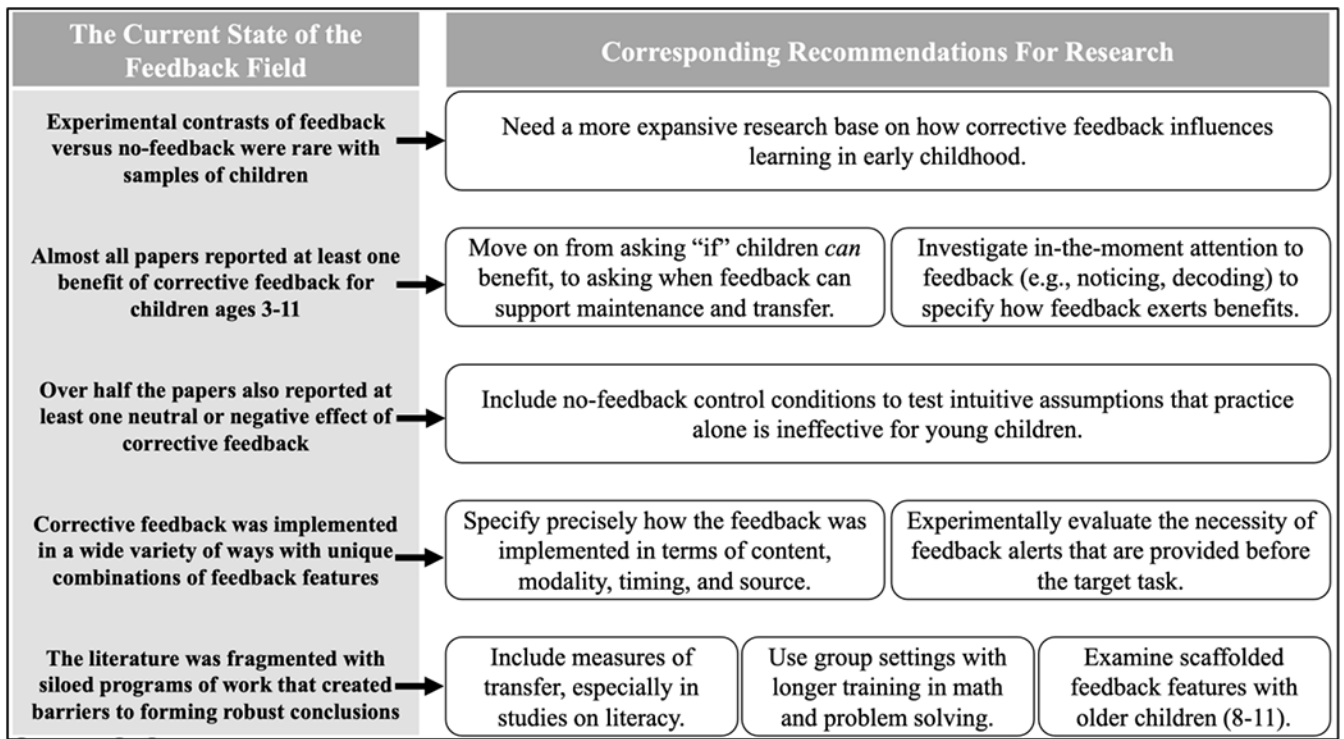 The Current State of the
Feedback Field
Corresponding Recommendations For Research
Experimental contrasts of feedback
versus no-feedback were rare with
samples of children
Need a more expansive research base on how corrective feedback influences
learning in early childhood.
Almost all papers reported at least one
benefit of corrective feedback for
children ages 3-11
Move on from asking “if” children can
benefit, to asking when feedback can
support maintenance and transfer.
Investigate in-the-moment attention to
feedback (e.g., noticing, decoding) to
specify how feedback exerts benefits.
Over half the papers also reported at
least one neutral or negative effect of
corrective feedback
Include no-feedback control conditions to test intuitive assumptions that practice
alone is ineffective for young children.
Corrective feedback was implemented
in a wide variety of ways with unique
combinations of feedback features
Specify precisely how the feedback was
implemented in terms of content,
modality, timing, and source.
Experimentally evaluate the necessity of
feedback alerts that are provided before
the target task.
The literature was fragmented with
siloed programs of work that created
barriers to forming robust conclusions
Include measures of
transfer, especially in
studies on literacy.
Use group settings with
longer training in math
and problem solving.
Examine scaffolded
feedback features with
older children (8-11).